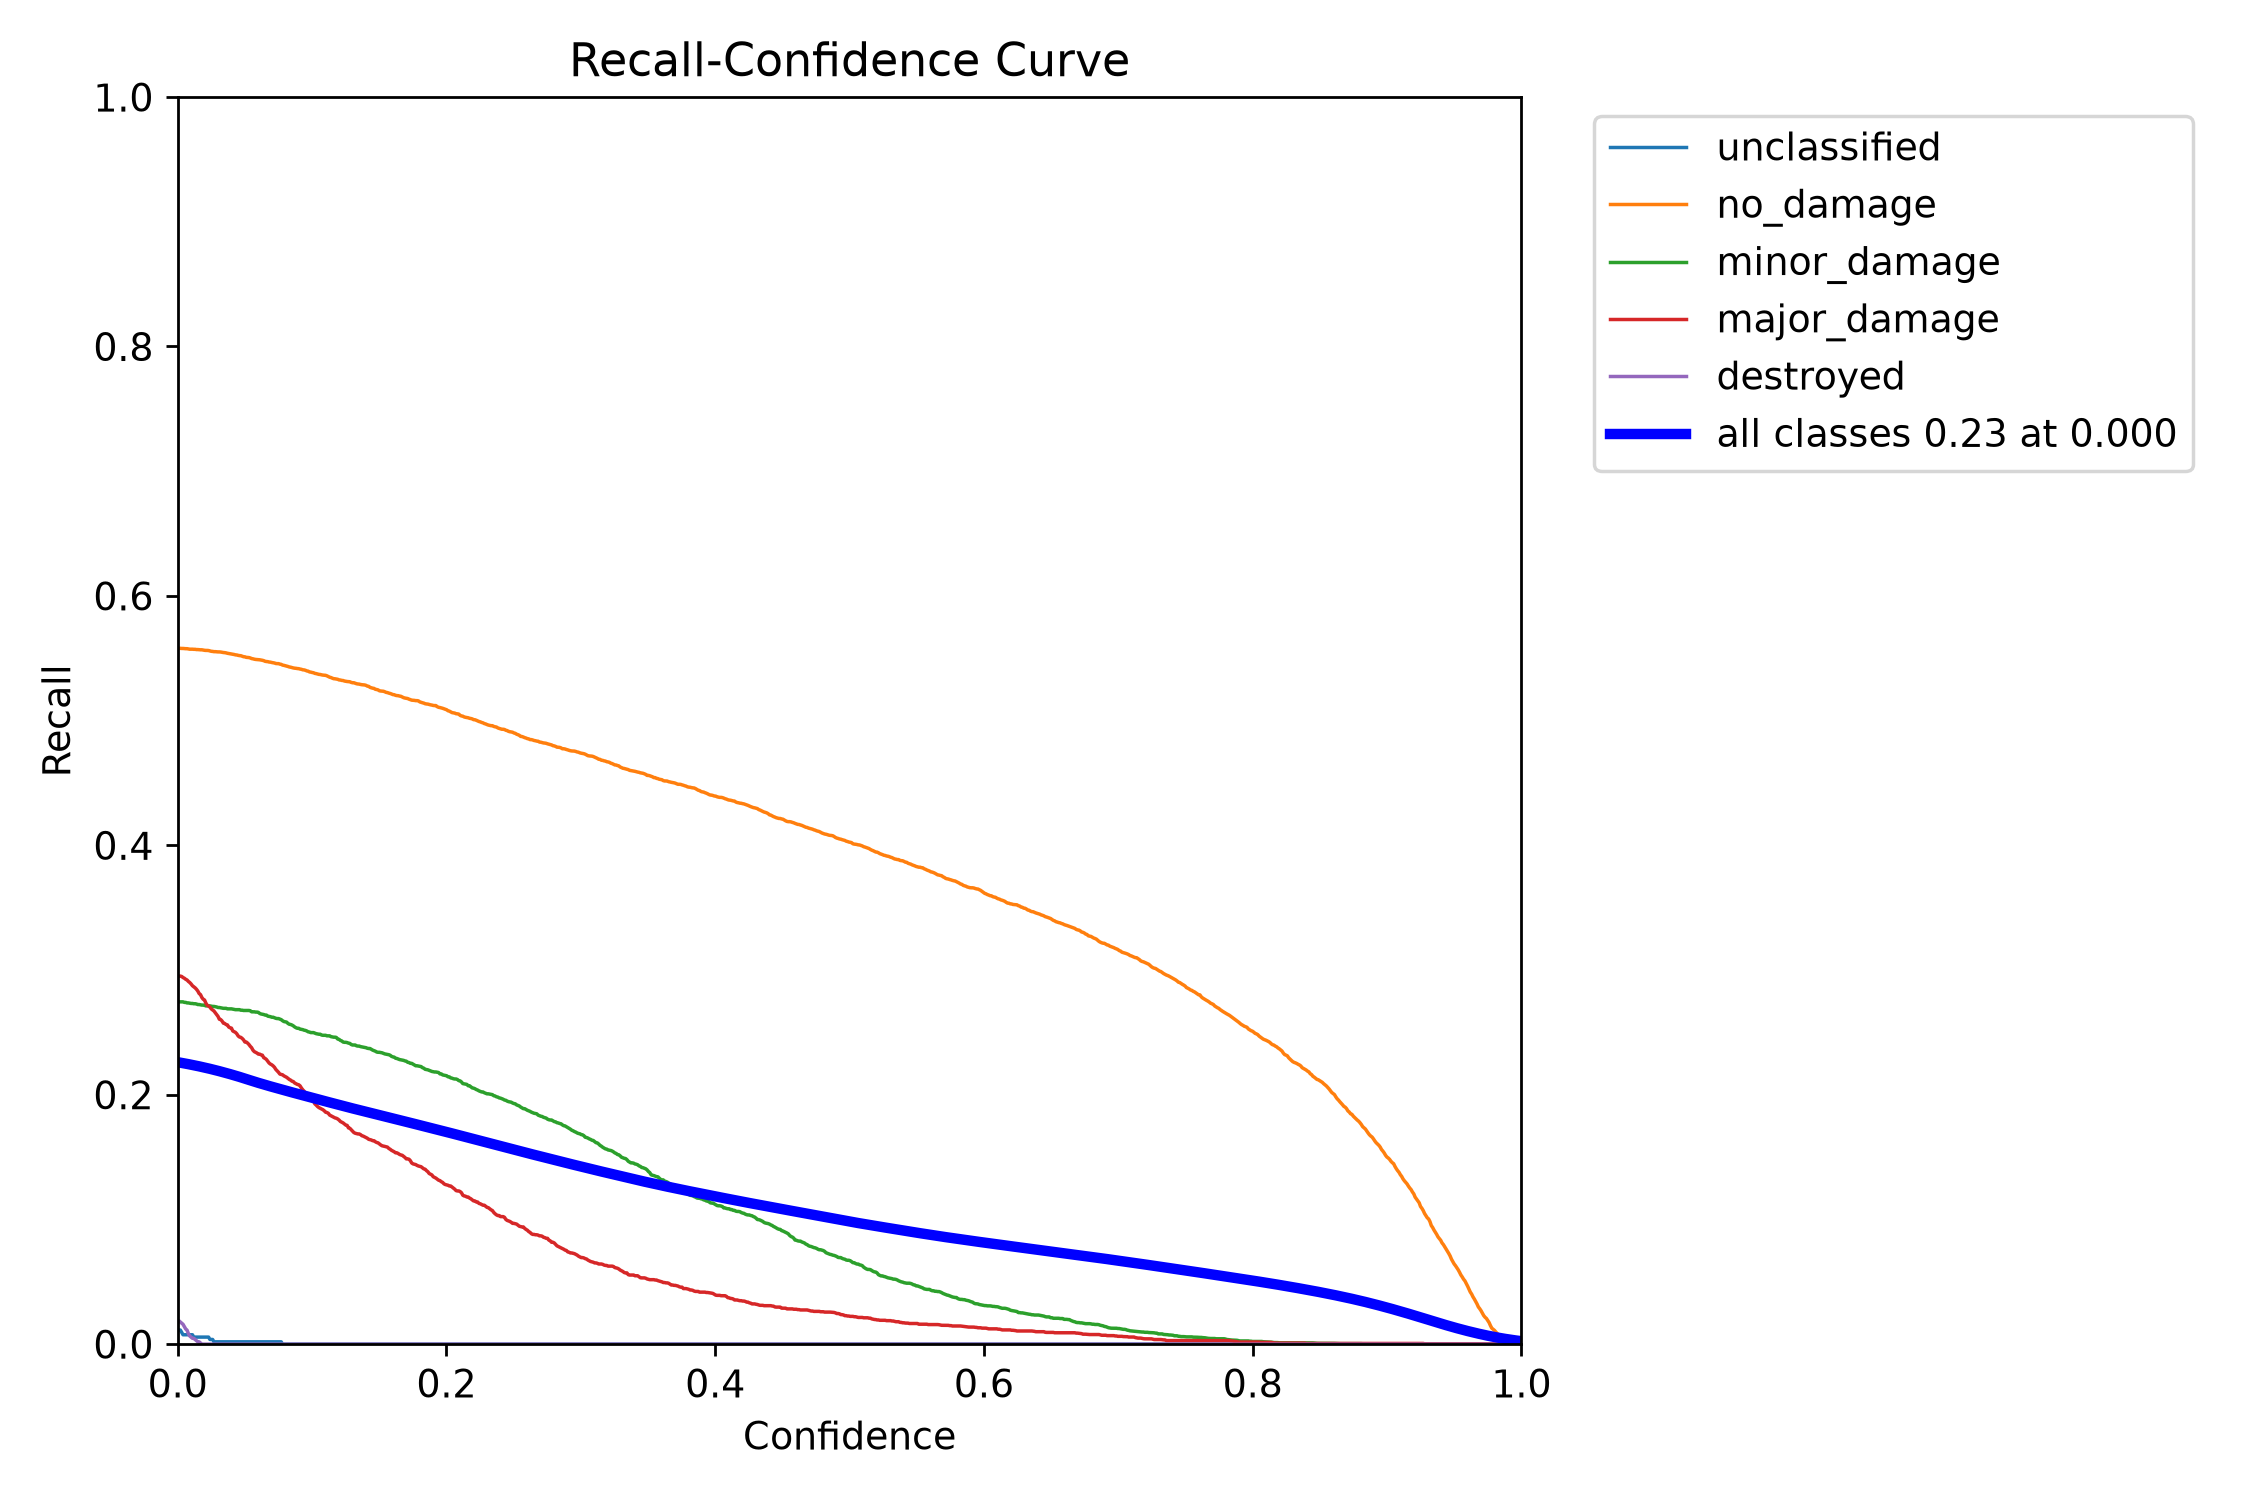 Recall-Confidence Curve
1.0
0.8
0.6
0.4
0.2
0.0
Recall
0.0 0.2 0.4 0.6 0.8 1.0
Confidence
unclassified
no_damage
minor_damage
major_damage
destroyed
all classes 0.23 at 0.000